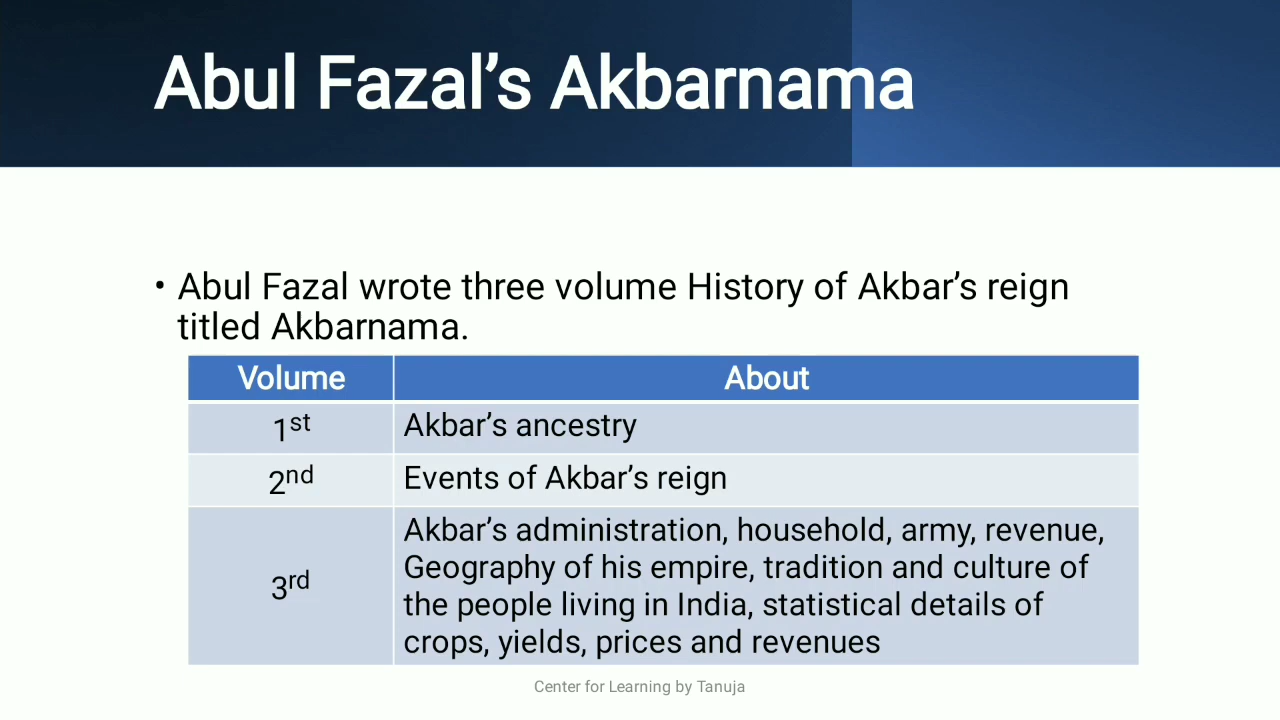 Abul Fazal’s Akbarnama
• Abul Fazal wrote three volume History of Akbar’s reign
titled Akbarnama.
Volume About
1st Akbar’s ancestry
2nd Events of Akbar’s reign
3rd Akbar’s administration, household, army, revenue,
Geography of his empire, tradition and culture of
the people living in India, statistical details of
crops, yields, prices and revenues
Center for Learning by Tanuja